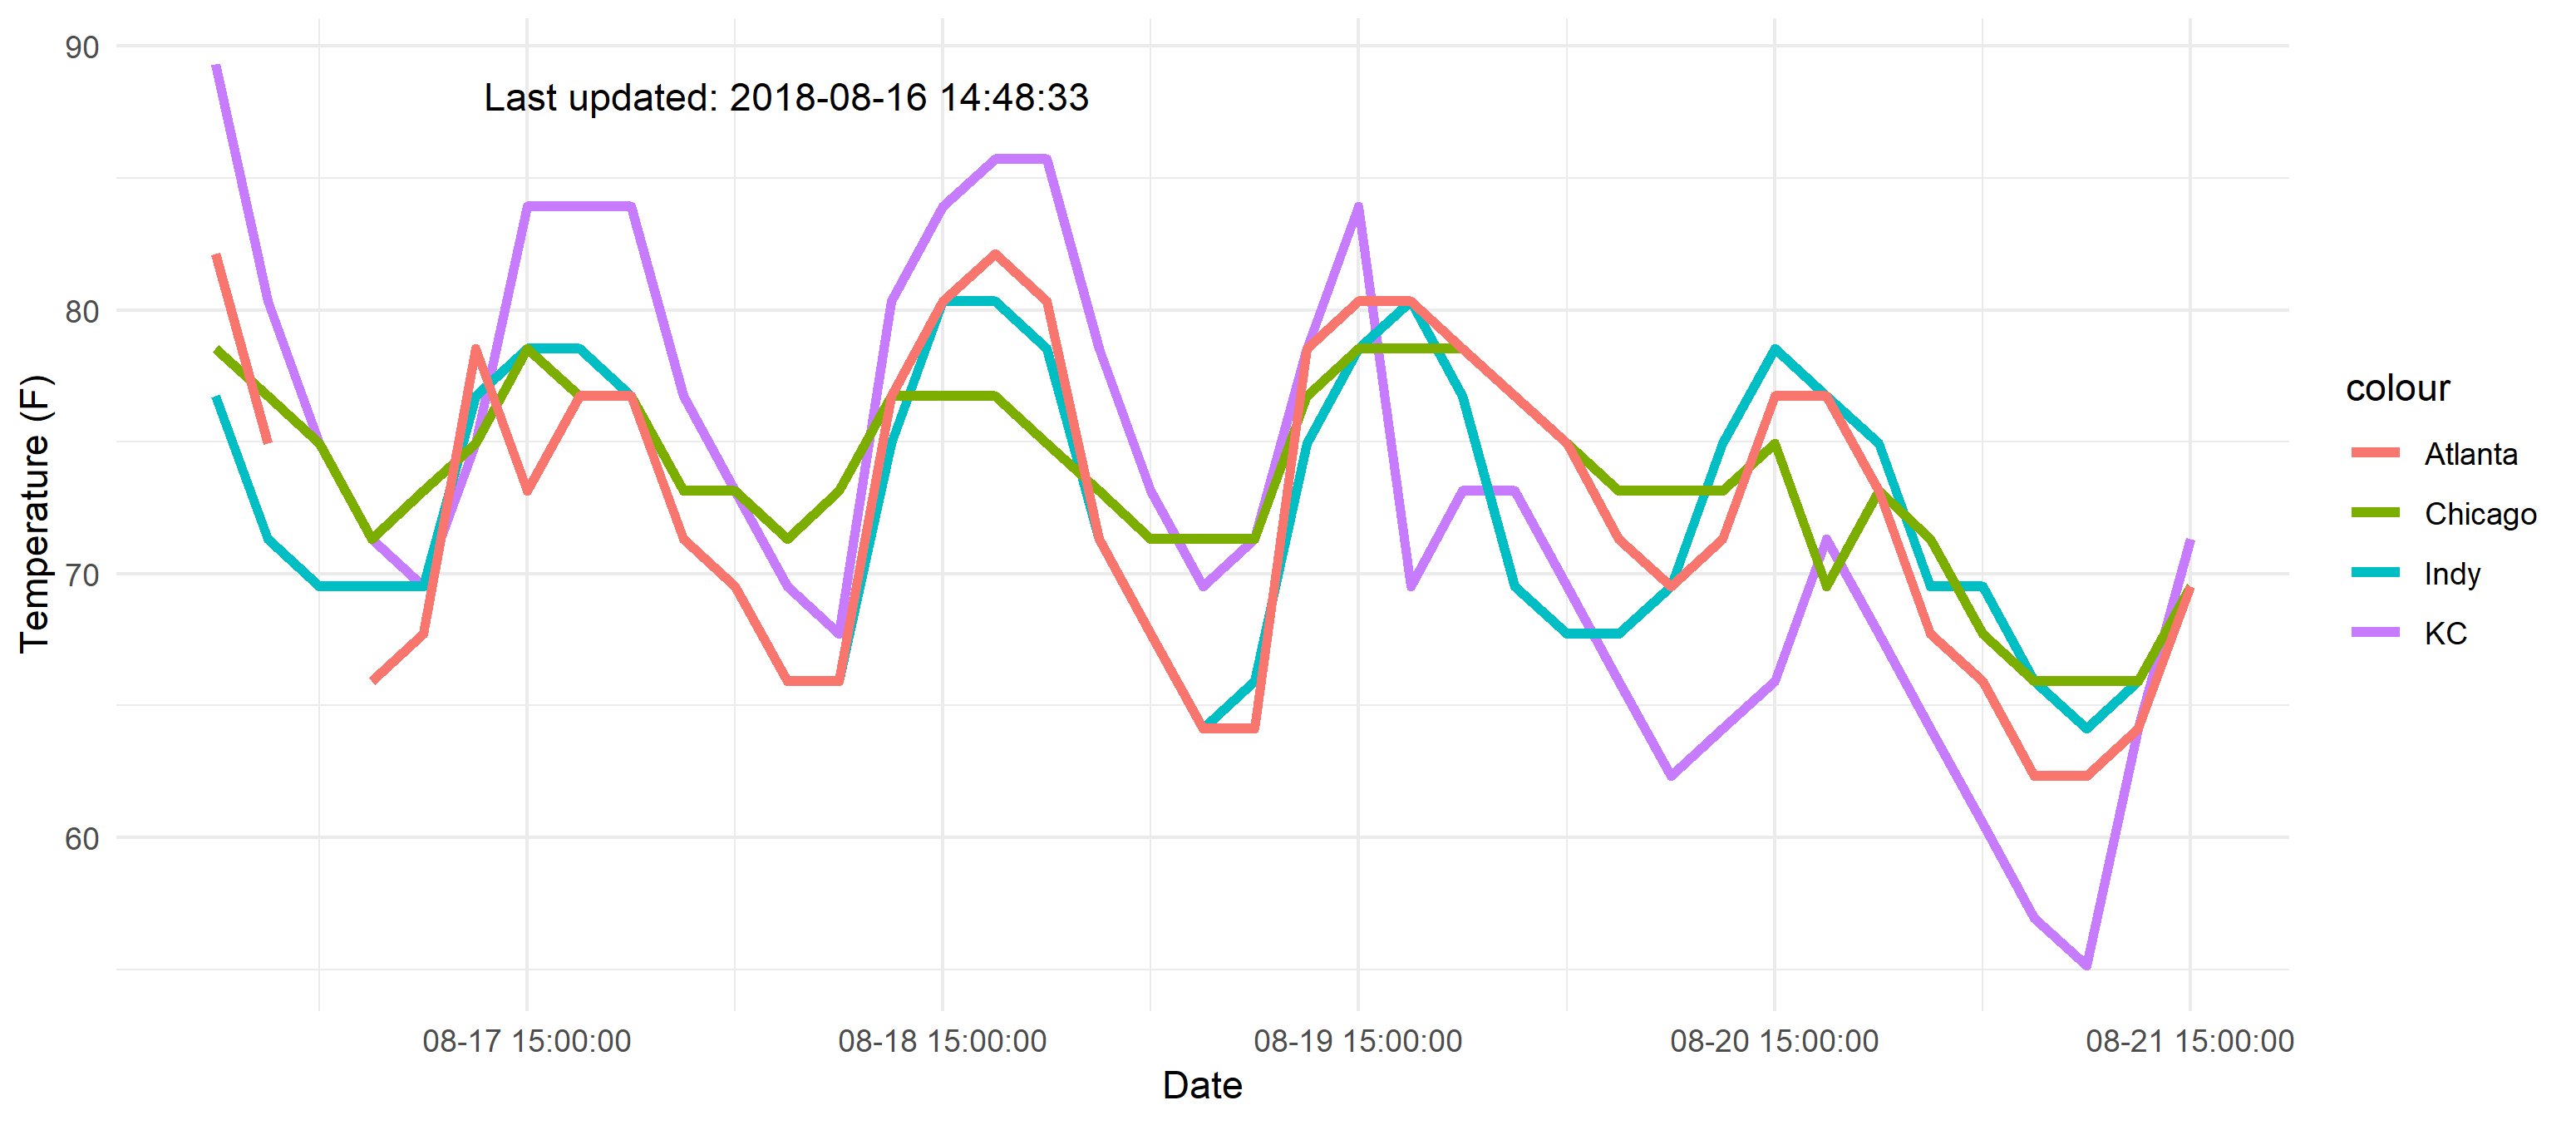 Last updated: 2018-08-16 14:48:33
Temperature (F)
90
80
70
60
08-17 15:00:00
08-18 15:00:00
08-19 15:00:00
08-20 15:00:00
08-21 15:00:00
Date
colour
Atlanta
Chicago
Indy
KC